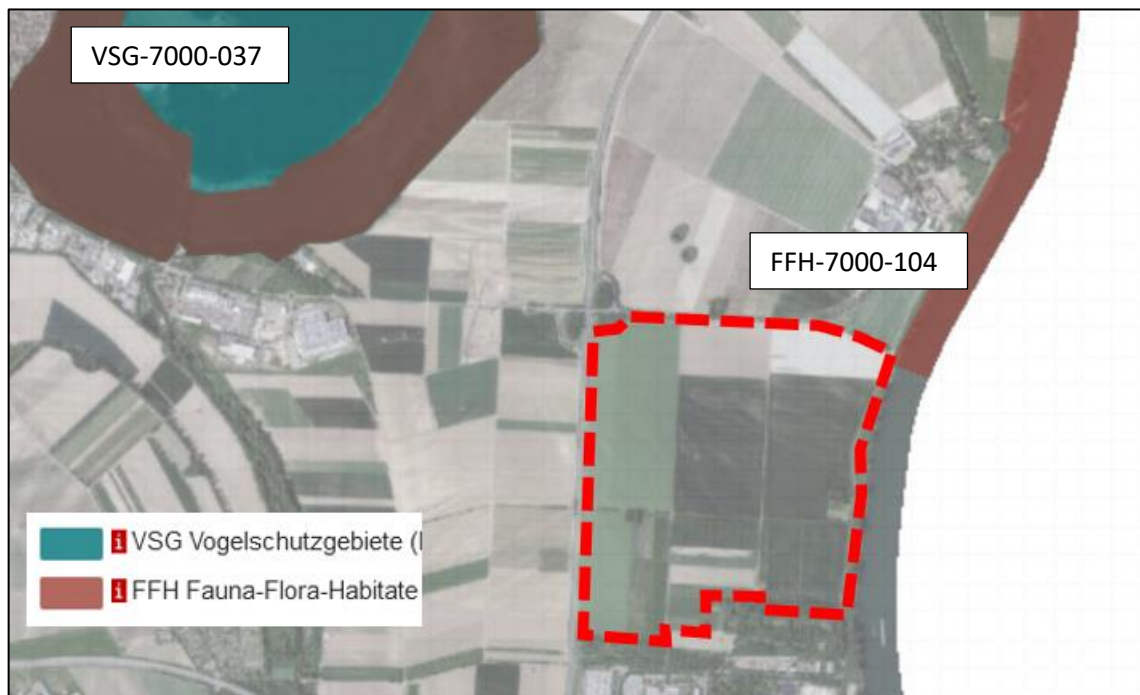 VSG-7000-037
FFH-7000-104
i VSG Vogelschutzgebiete (
i FFH Fauna-Flora-Habitate